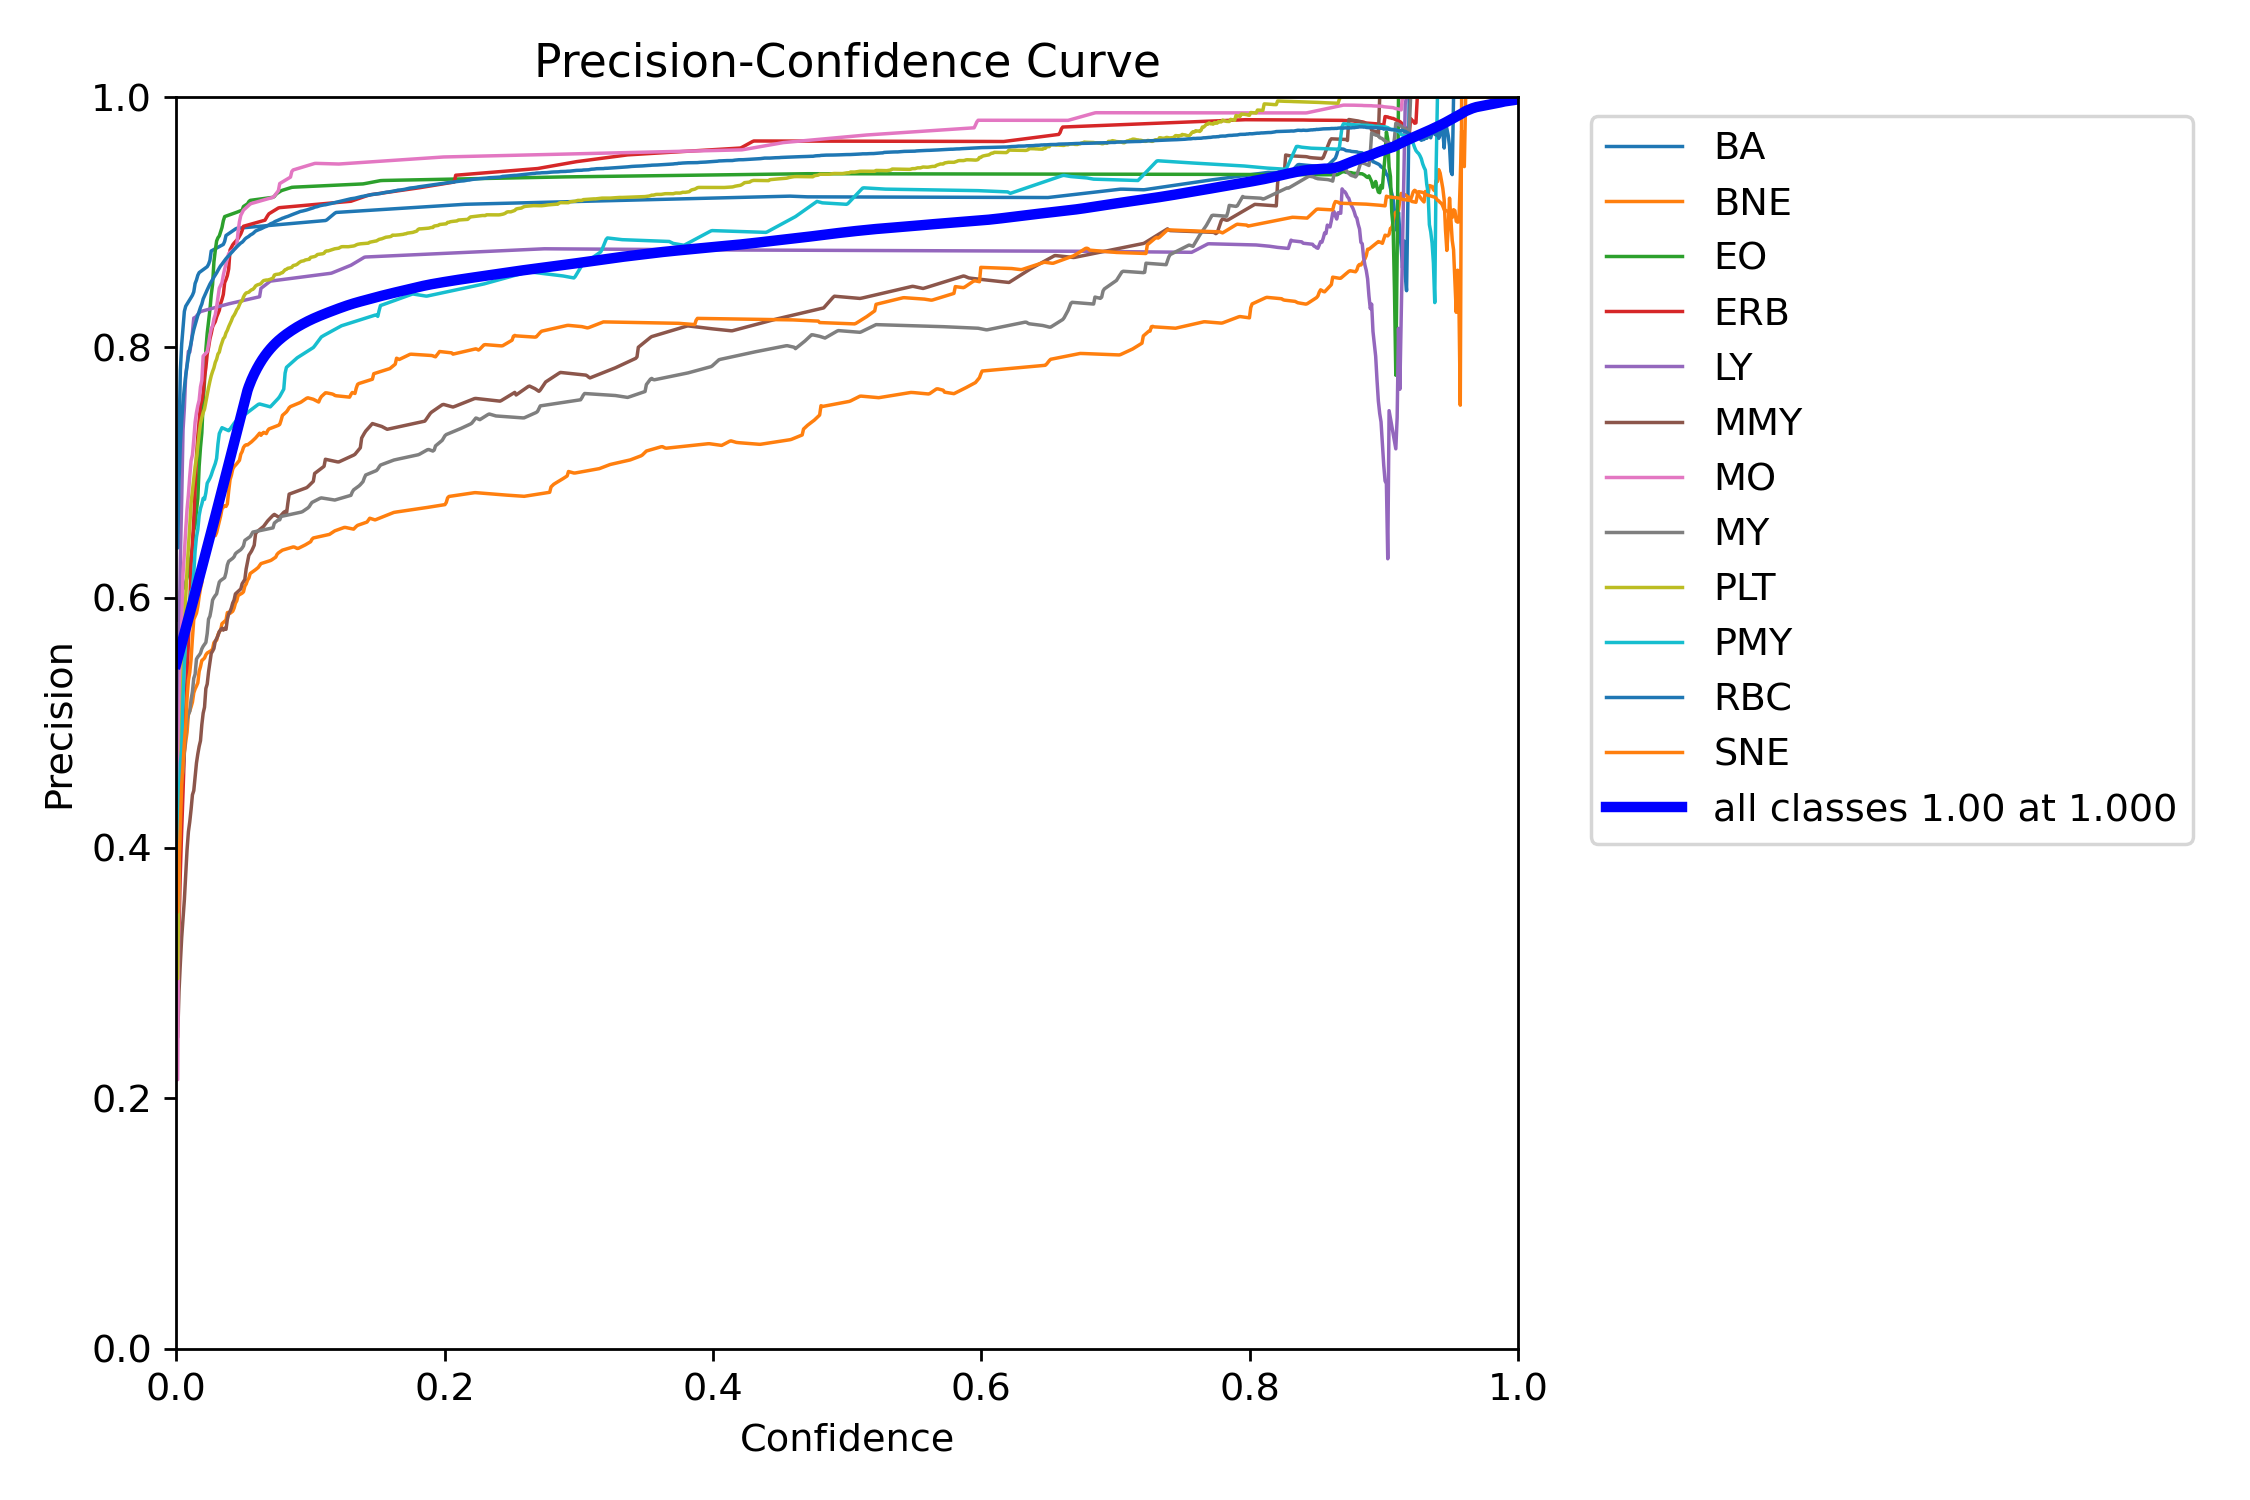 Precision-Confidence Curve
1.0
0.8
0.6
0.4
0.2
0.0
Precision
0.0 0.2 0.4 0.6 0.8 1.0
Confidence
BA
BNE
EO
ERB
LY
MMY
MO
MY
PLT
PMY
RBC
SNE
all classes 1.00 at 1.000